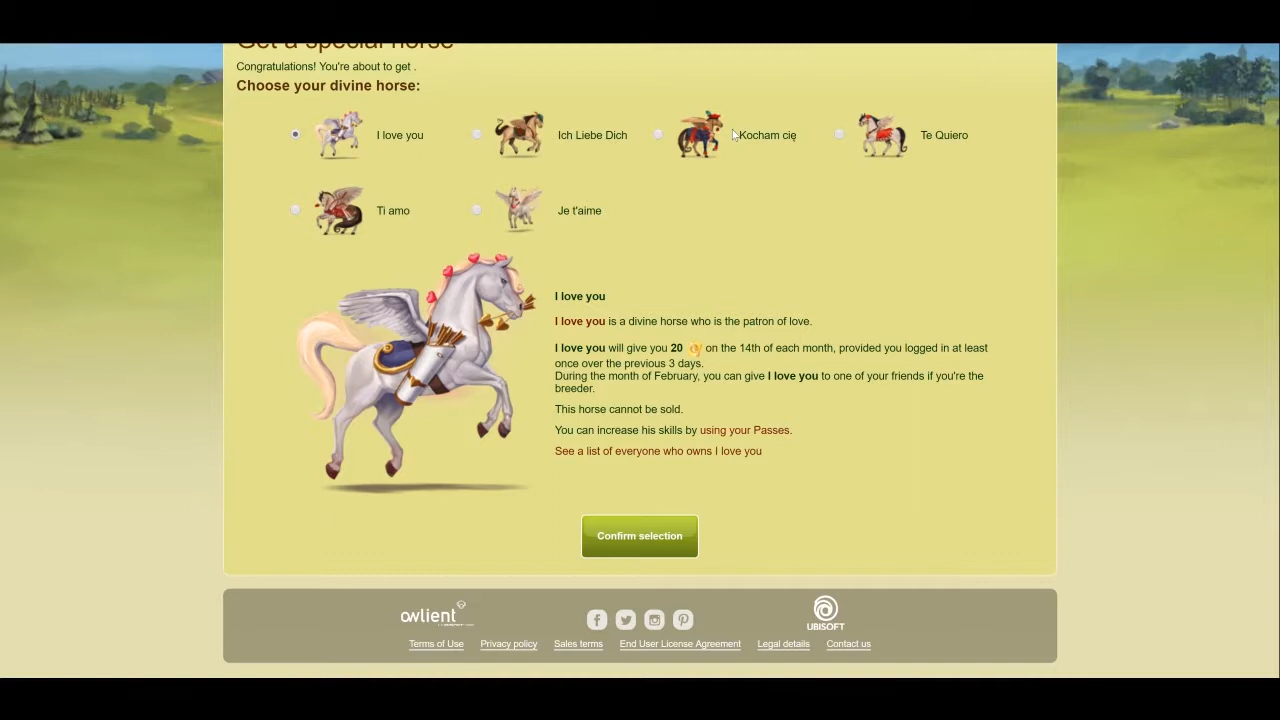 Get a special horse
Congratulations! You're about to get .
Choose your divine horse:
I love you
Ich Liebe Dich
Kocham cię
Te Quiero
Ti amo
Je t'aime
I love you
I love you is a divine horse who is the patron of love.
I love you will give you 20 on the 14th of each month, provided you logged in at least
once over the previous 3 days.
During the month of February, you can give I love you to one of your friends if you're the
breeder.
This horse cannot be sold.
You can increase his skills by using your Passes.
See a list of everyone who owns I love you
Confirm selection
owlient
UBISOFT
Terms of Use
Privacy policy
Sales terms
End User License Agreement
Legal details
Contact us